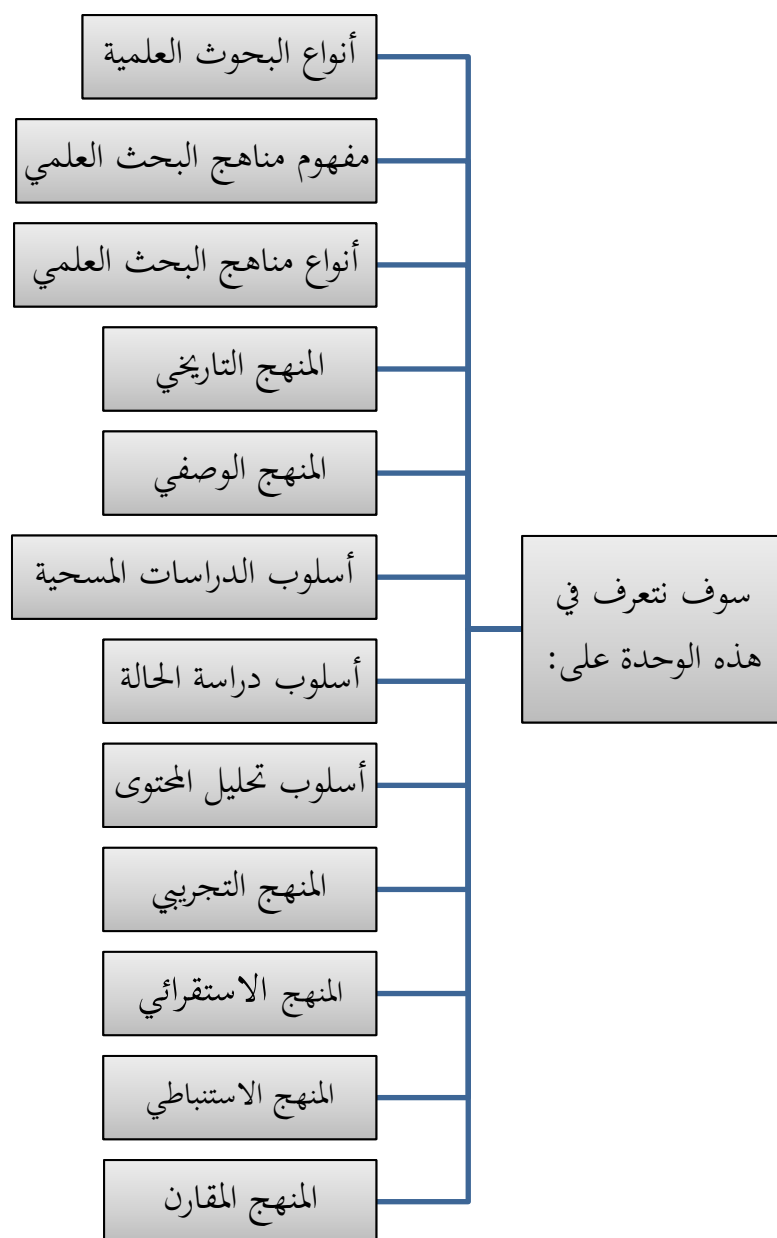 سوف نتعرف في
هذه الوحدة على:
أنواع البحوث العلمية
مفهوم مناهج البحث العلمي
أنواع مناهج البحث العلمي
المنهج التاريخي
المنهج الوصفي
أسلوب الدراسات المسحية
أسلوب دراسة الحالة
أسلوب تحليل المحتوى
المنهج التجريبي
المنهج الاستقرائي
المنهج الاستنباطي
المنهج المقارن